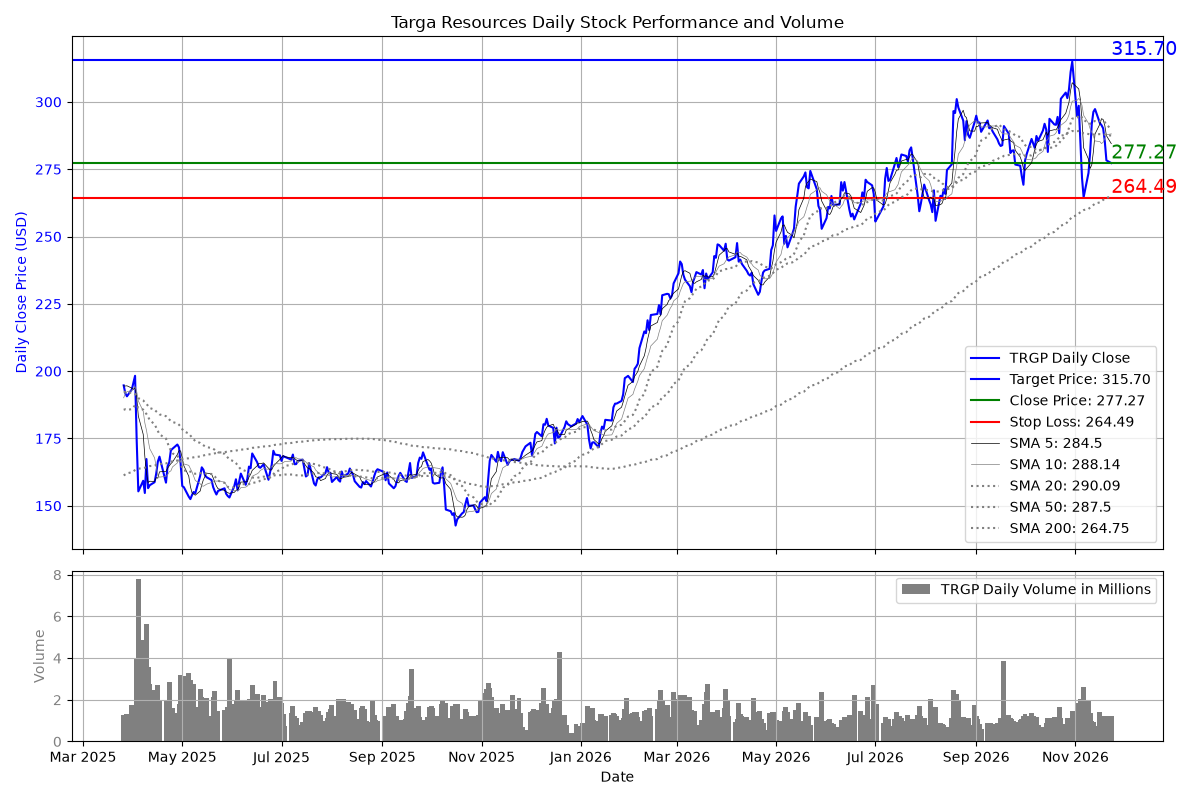 Targa Resources Daily Stock Performance and Volume
315.70
300
277.27
275
264.49
250
225
200
175
150
Daily Close Price (USD)
TRGP Daily Close
Target Price: 315.70
Close Price: 277.27
Stop Loss: 264.49
SMA 5: 284.5
SMA 10: 288.14
SMA 20: 290.09
SMA 50: 287.5
SMA 200: 264.75
8
6
4
2
0
Volume
TRGP Daily Volume in Millions
Mar 2025 May 2025 Jul 2025 Sep 2025 Nov 2025 Jan 2026 Mar 2026 May 2026 Jul 2026 Sep 2026 Nov 2026
Date